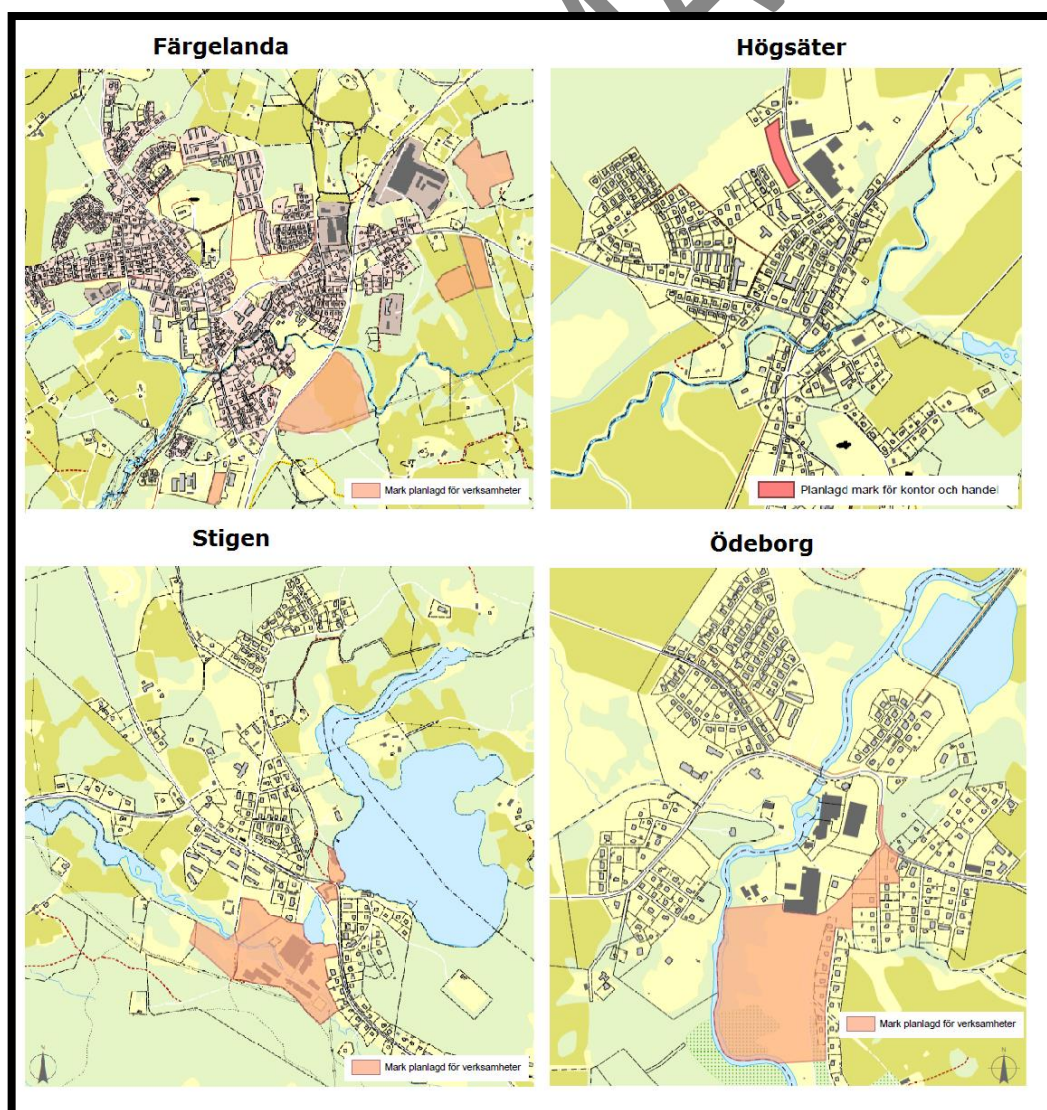 Färgelanda
Högsäter
Mark planlagd för verksamheter
Planlagd mark för kontor och handel
Stigen
Ödeborg
N
Mark planlagd för verksamheter
Mark planlagd för verksamheter
N